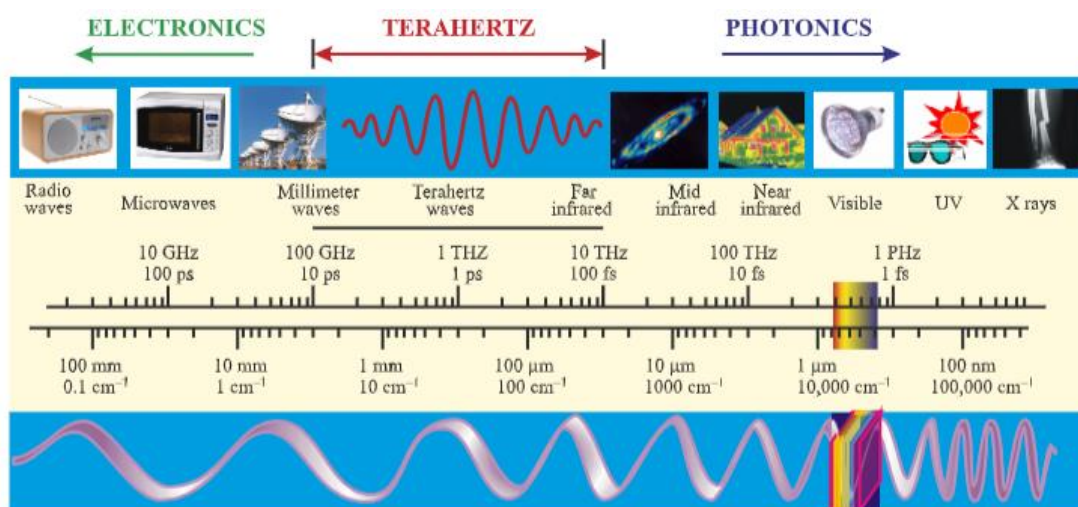 ELECTRONICS TERAHERTZ PHOTONICS
Radio waves
Microwaves
Millimeter waves
Terahertz waves
Far infrared
Mid infrared
Near infrared
Visible
UV
X rays
10 GHz 100 GHz 1 THZ 10 THz 100 THz 1 PHz
100 ps 10 ps 1 ps 100 fs 10 fs 1 fs
100 mm 10 mm 1 mm 100 μm 10 μm 1 μm 100 nm
0.1 cm⁻¹ 1 cm⁻¹ 10 cm⁻¹ 100 cm⁻¹ 1000 cm⁻¹ 10,000 cm⁻¹ 100,000 cm⁻¹